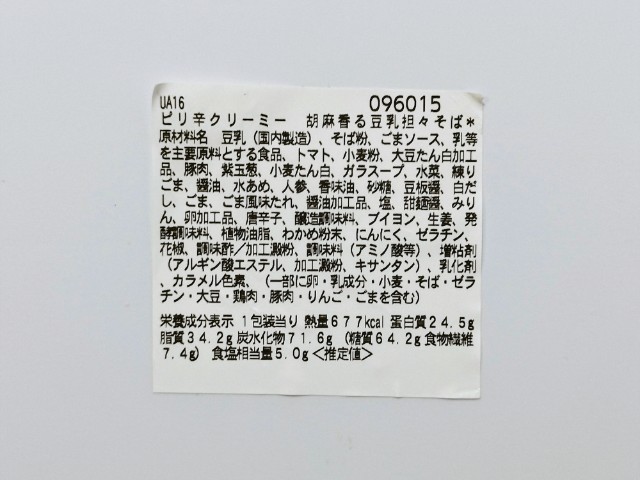 UA16 096015
ピリ辛クリーミー 胡麻香る豆乳担々そば*
原材料名 豆乳(国内製造)、そば粉、ごまソース、乳等
を主要原料とする食品、トマト、小麦粉、大豆たん白加工
品、豚肉、紫玉葱、小麦たん白、ガラスープ、水菜、練り
ごま、醤油、水あめ、人参、香味油、砂糖、豆板醤、白だ
し、ごま、ごま風味たれ、醤油加工品、塩、甜麺醤、みり
ん、卵加工品、唐辛子、醸造調味料、ブイヨン、生姜、発
酵調味料、植物油脂、わかめ粉末、にんにく、ゼラチン、
花椒、調味酢/加工澱粉、調味料(アミノ酸等)、増粘剤
(アルギン酸エステル、加工澱粉、キサンタン)、乳化剤
、カラメル色素、(一部に卵・乳成分・小麦・そば・ゼラ
チン・大豆・鶏肉・豚肉・りんご・ごまを含む)
栄養成分表示 1包装当り 熱量677kcal 蛋白質24.5g
脂質34.2g 炭水化物71.6g (糖質64.2g 食物繊維
7.4g) 食塩相当量5.0g<推定値>